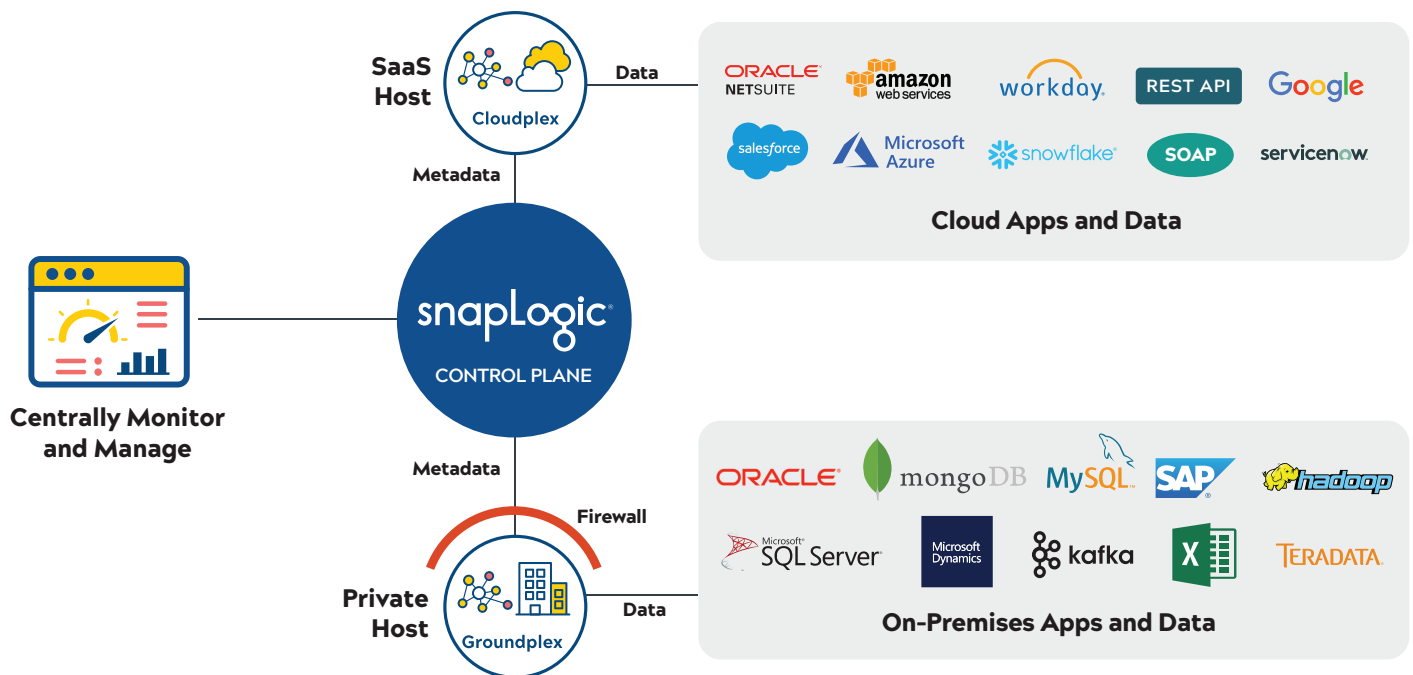 SaaS
Host
Cloudplex
Data
ORACLE
NETSUITE
amazon
web services
workday.
REST API
Google
salesforce
Microsoft
Azure
snowflake®
SOAP
servicenow
Cloud Apps and Data
Metadata
snapLogic®
CONTROL PLANE
Centrally Monitor
and Manage
Metadata
Firewall
Private
Host
Groundplex
Data
ORACLE®
mongoDB
MySQL™
SAP®
hadoop
Microsoft®
SQL Server®
Microsoft
Dynamics
kafka
X
TERADATA.
On-Premises Apps and Data